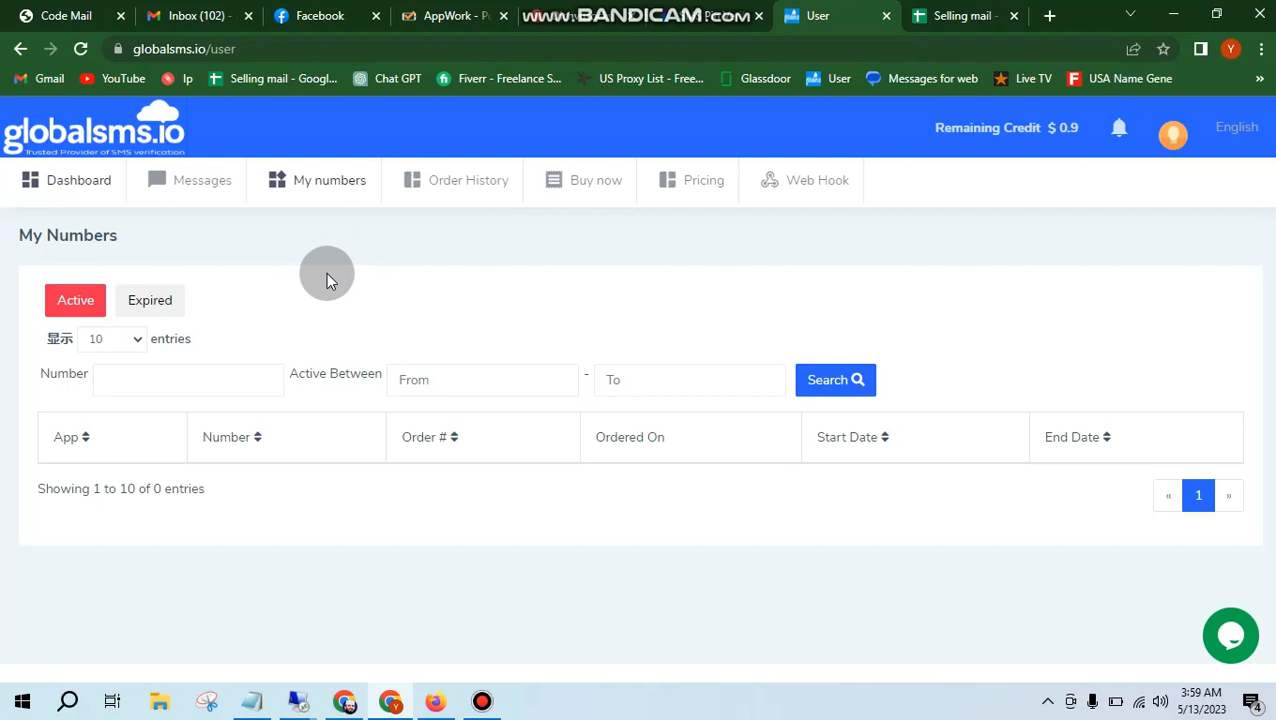 Code Mail
Inbox (102) -
Facebook
AppWork - Pu
WWW.BANDICAM.COM
User
Selling mail -
globalsms.io/user
Y
Gmail
YouTube
Ip
Selling mail - Googl...
Chat GPT
Fiverr - Freelance S...
US Proxy List - Free...
Glassdoor
User
Messages for web
Live TV
USA Name Gene
»
globalsms.io
Trusted Provider of SMS verification
Remaining Credit $ 0.9
English
Dashboard
Messages
My numbers
Order History
Buy now
Pricing
Web Hook
My Numbers
Active
Expired
显示 10 entries
Number
Active Between
From
-
To
Search
App
Number
Order #
Ordered On
Start Date
End Date
Showing 1 to 10 of 0 entries
« 1 »
3:59 AM
5/13/2023
4